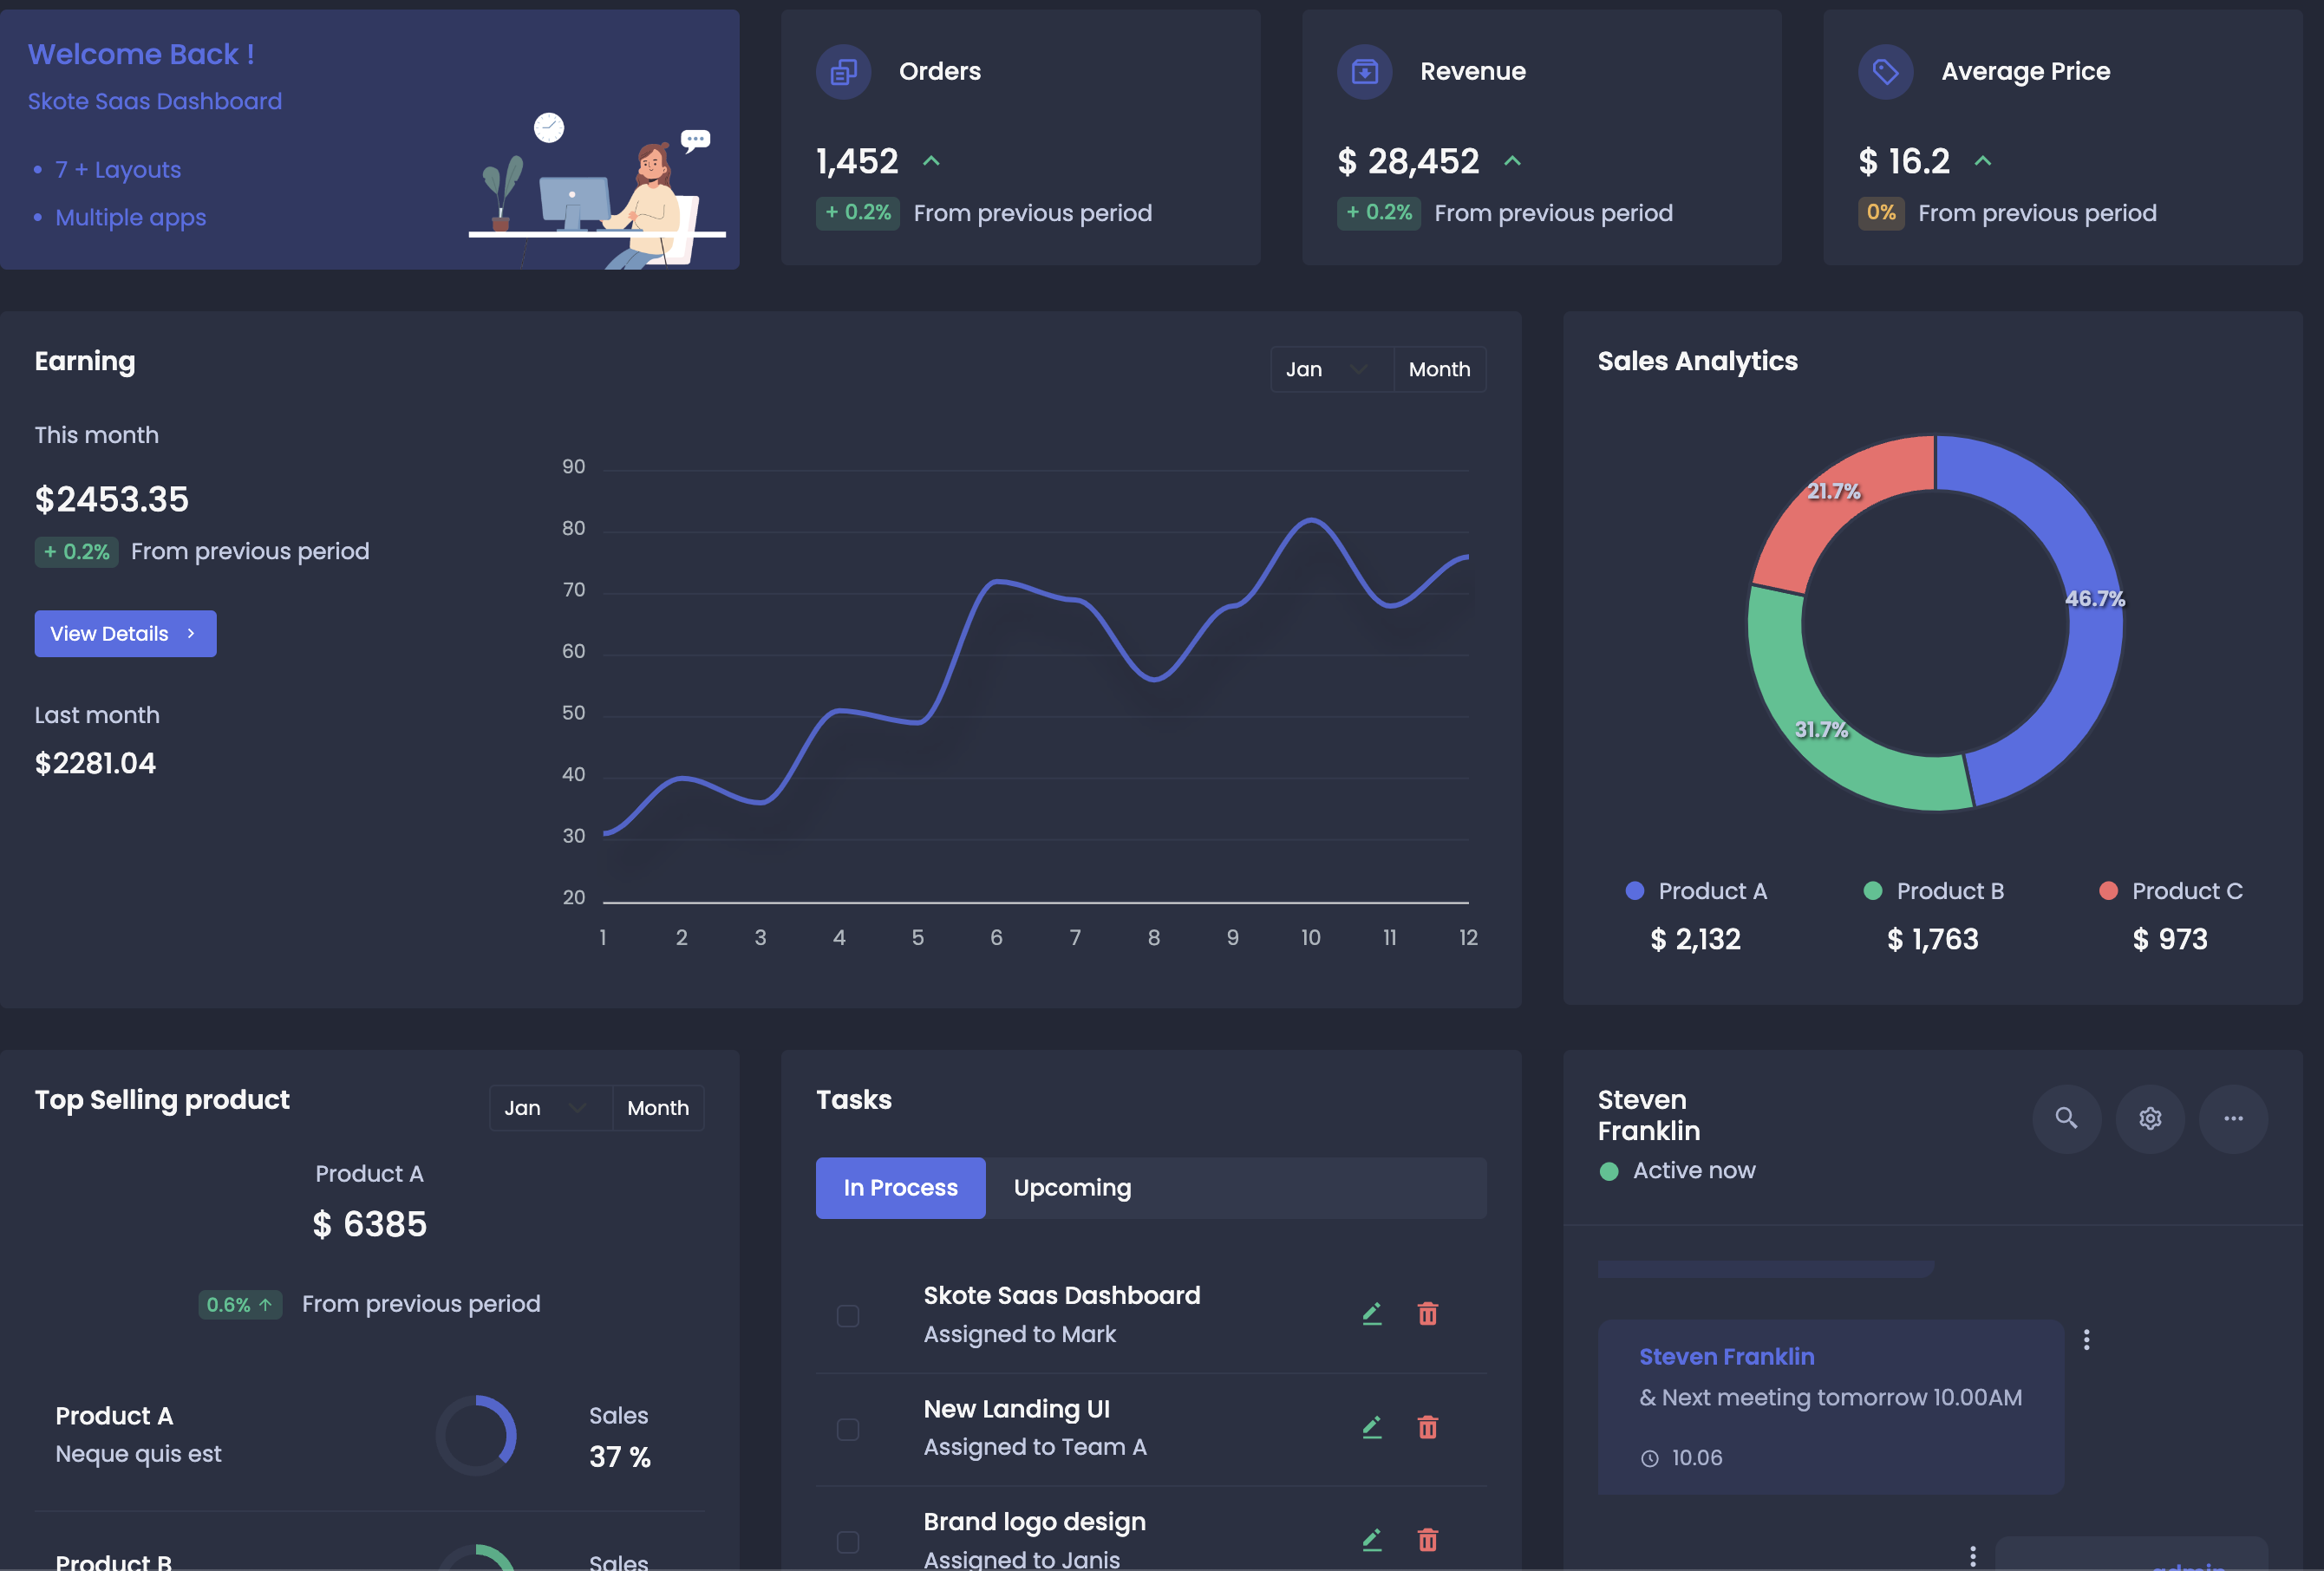 Welcome Back !
Skote Saas Dashboard
• 7 + Layouts
• Multiple apps
Orders
1,452
+ 0.2% From previous period
Revenue
$ 28,452
+ 0.2% From previous period
Average Price
$ 16.2
0% From previous period
Earning
Jan Month
This month
$2453.35
+ 0.2% From previous period
View Details
Last month
$2281.04
90
80
70
60
50
40
30
20
1 2 3 4 5 6 7 8 9 10 11 12
Sales Analytics
21.7%
46.7%
31.7%
Product A Product B Product C
$ 2,132 $ 1,763 $ 973
Top Selling product
Jan Month
Product A
$ 6385
0.6% From previous period
Product A
Neque quis est
Sales
37 %
Product B
Sales
Tasks
In Process Upcoming
Skote Saas Dashboard
Assigned to Mark
New Landing UI
Assigned to Team A
Brand logo design
Assigned to Janis
Steven
Franklin
Active now
Steven Franklin
& Next meeting tomorrow 10.00AM
10.06
admin